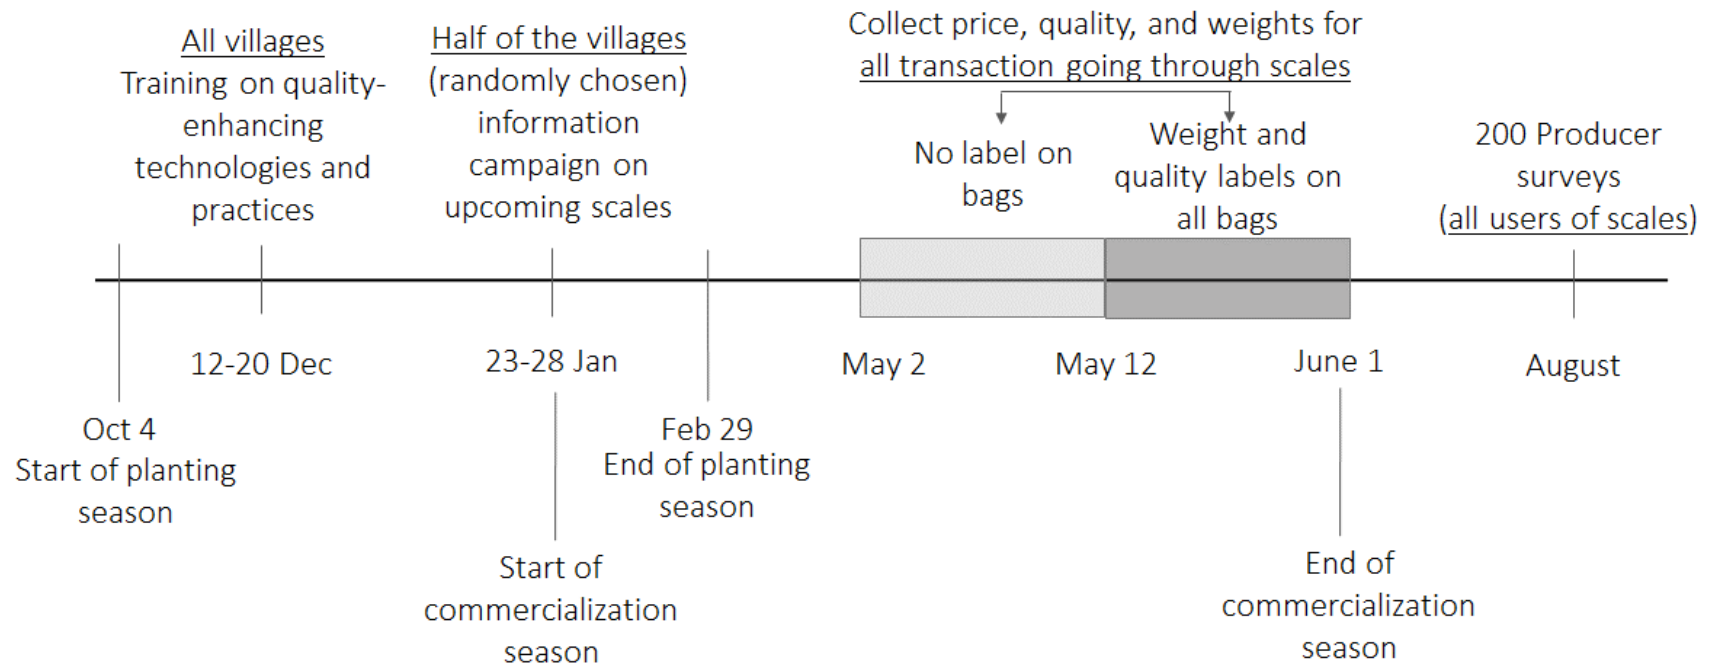 All villages
Training on quality-
enhancing
technologies and
practices
Half of the villages
(randomly chosen)
information
campaign on
upcoming scales
Collect price, quality, and weights for
all transaction going through scales
No label on
bags
Weight and
quality labels on
all bags
200 Producer
surveys
(all users of scales)
12-20 Dec
23-28 Jan
May 2
May 12
June 1
August
Oct 4
Start of planting
season
Feb 29
End of planting
season
Start of
commercialization
season
End of
commercialization
season